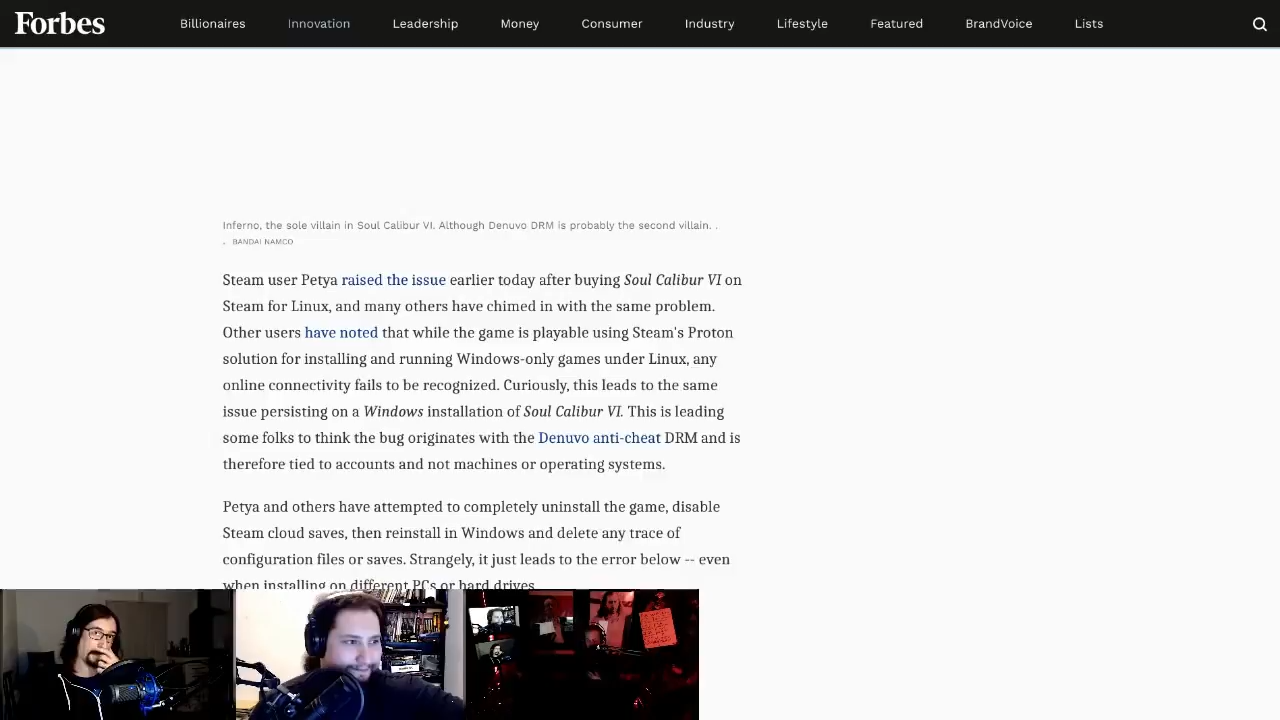 Forbes
Billionaires
Innovation
Leadership
Money
Consumer
Industry
Lifestyle
Featured
BrandVoice
Lists
Inferno, the sole villain in Soul Calibur VI. Although Denuvo DRM is probably the second villain. .
. BANDAI NAMCO
Steam user Petya raised the issue earlier today after buying Soul Calibur VI on
Steam for Linux, and many others have chimed in with the same problem.
Other users have noted that while the game is playable using Steam's Proton
solution for installing and running Windows-only games under Linux, any
online connectivity fails to be recognized. Curiously, this leads to the same
issue persisting on a Windows installation of Soul Calibur VI. This is leading
some folks to think the bug originates with the Denuvo anti-cheat DRM and is
therefore tied to accounts and not machines or operating systems.
Petya and others have attempted to completely uninstall the game, disable
Steam cloud saves, then reinstall in Windows and delete any trace of
configuration files or saves. Strangely, it just leads to the error below -- even
when installing on different PCs or hard drives.